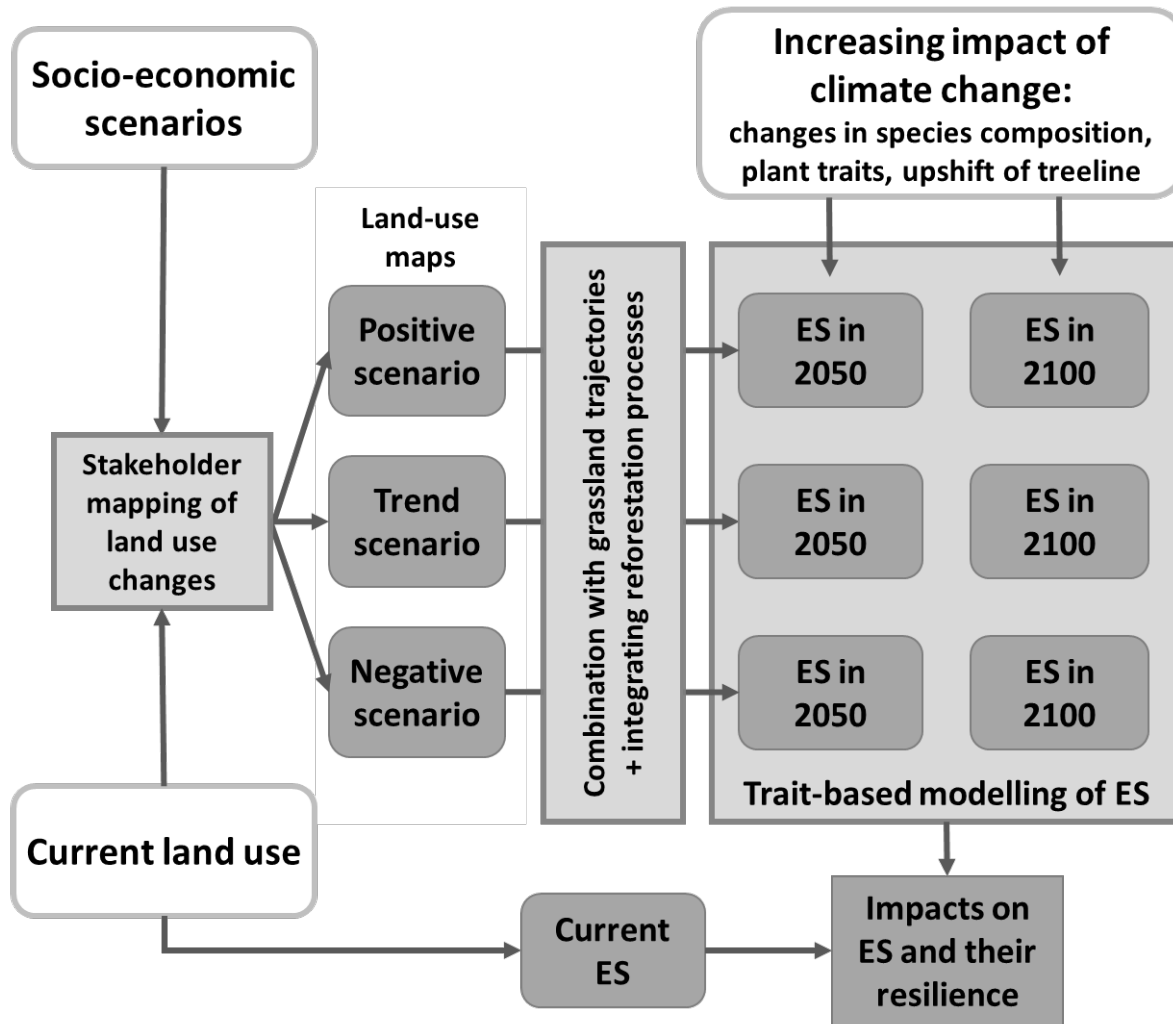 Socio-economic
scenarios
Increasing impact of
climate change:
changes in species composition,
plant traits, upshift of treeline
Land-use
maps
Positive
scenario
Trend
scenario
Negative
scenario
Stakeholder
mapping of
land use
changes
Combination with grassland trajectories
+ integrating reforestation processes
ES in
2050
ES in
2100
ES in
2050
ES in
2100
ES in
2050
ES in
2100
Trait-based modelling of ES
Current land use
Current
ES
Impacts on
ES and their
resilience